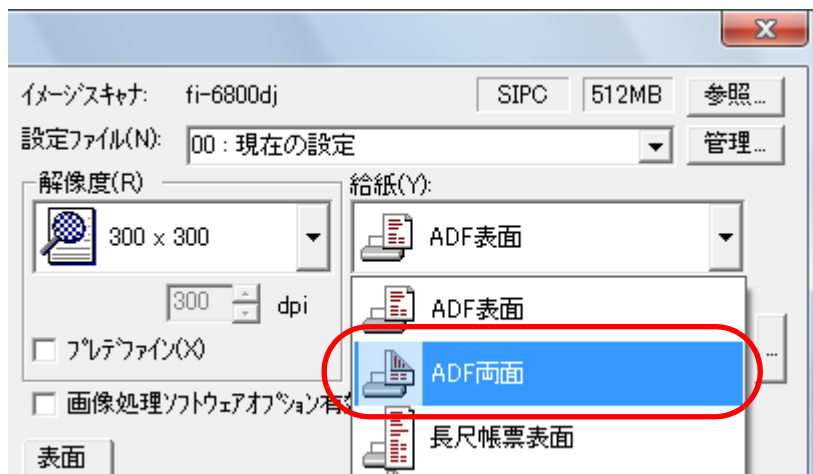 イメージスキャナ: fi-6800dj SIPC 512MB 参照...
設定ファイル(N): 00 : 現在の設定 管理...
解像度(R) 給紙(Y):
300 × 300 ADF表面
300 dpi ADF表面
プレデファイン(X) ADF両面 ...
画像処理ソフトウェアオプション有
長尺帳票表面
表面